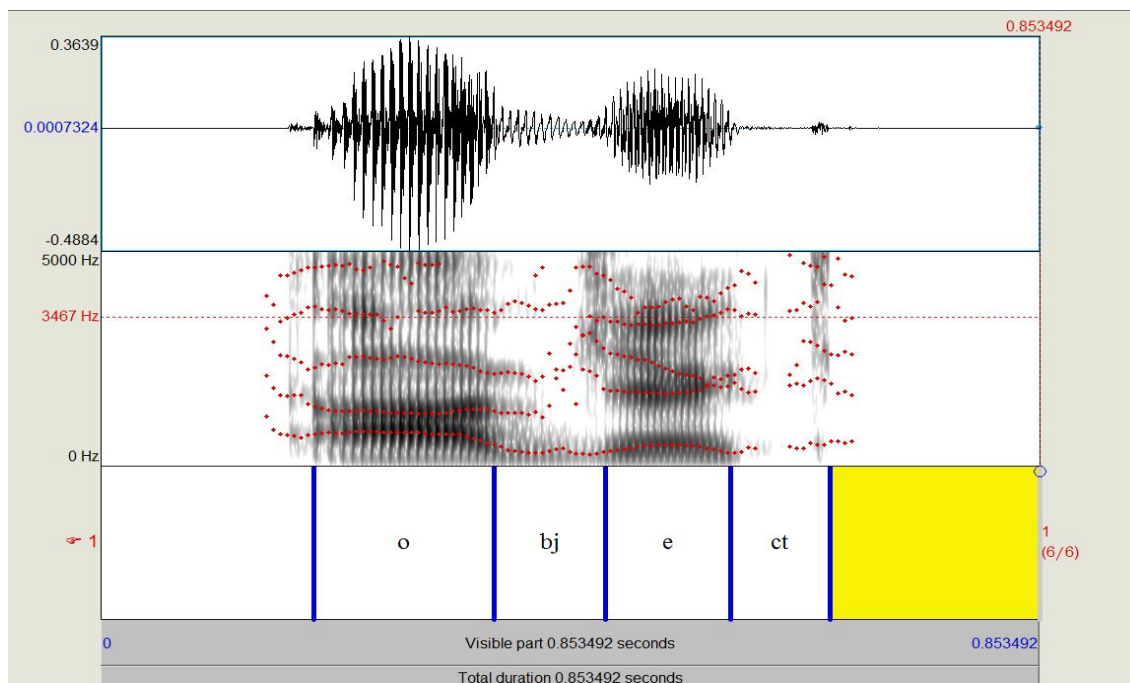 0.853492
0.3639
0.0007324
-0.4884
5000 Hz
3467 Hz
0 Hz
☞ 1 o bj e ct 1
(6/6)
0 Visible part 0.853492 seconds 0.853492
Total duration 0.853492 seconds